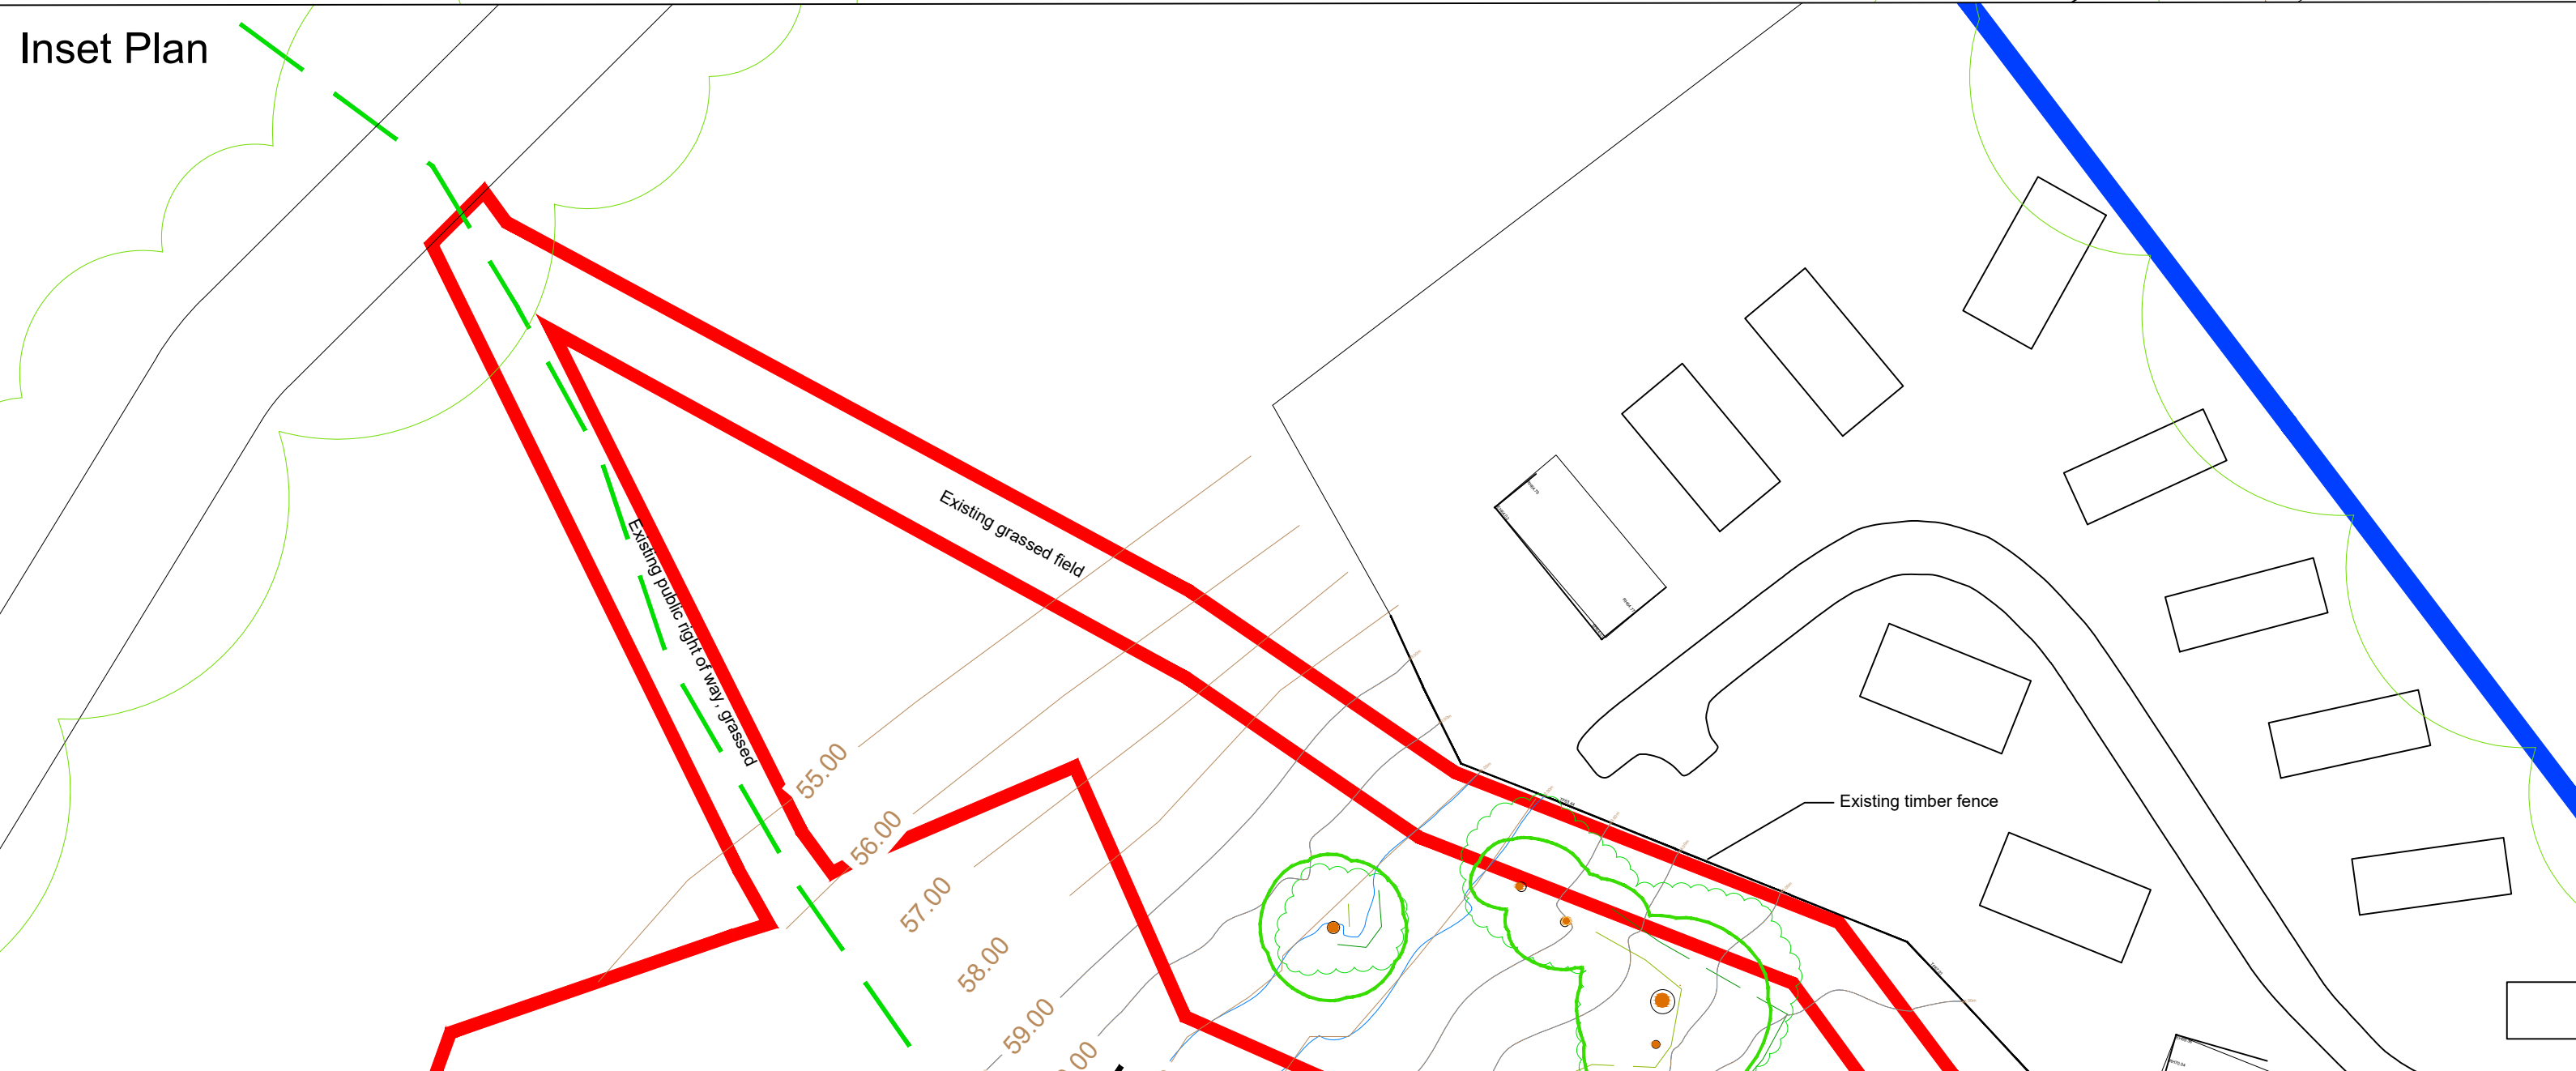 Inset Plan
Existing grassed field
Existing public right of way, grassed
55.00
56.00
57.00
58.00
59.00
Existing timber fence